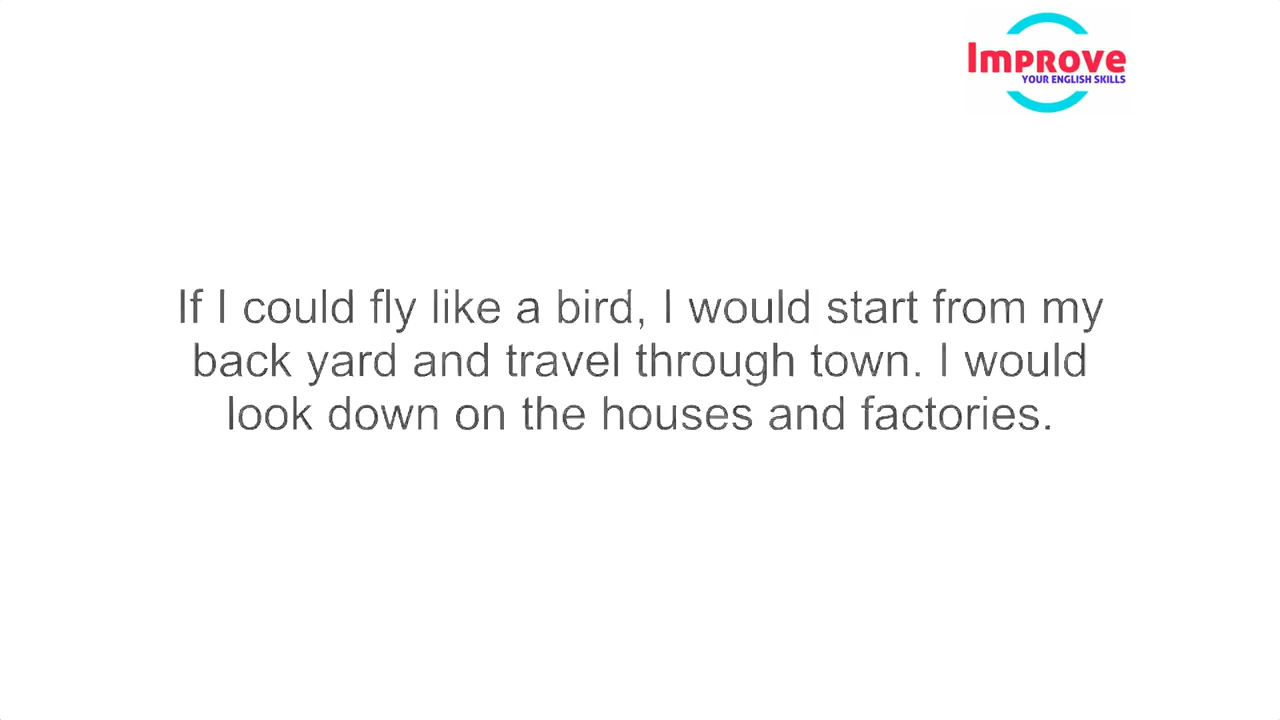 Improve
YOUR ENGLISH SKILLS
If I could fly like a bird, I would start from my
back yard and travel through town. I would
look down on the houses and factories.